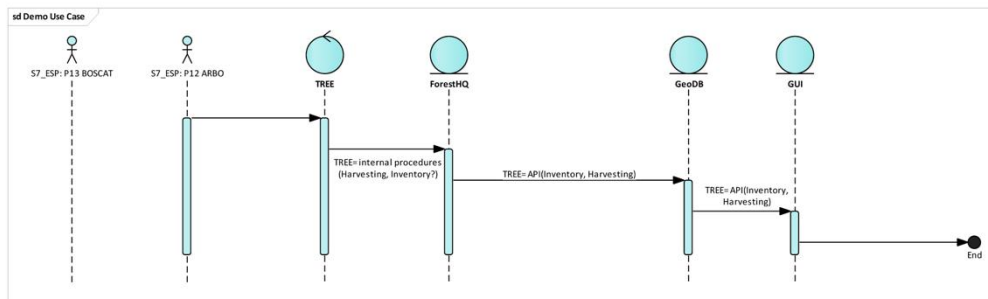 sd Demo Use Case
S7_ESP: P13 BOSCAT
S7_ESP: P12 ARBO
TREE
ForestHQ
GeoDB
GUI
TREE= internal procedures
(Harvesting, Inventory?)
TREE= API(Inventory, Harvesting)
TREE= API(Inventory,
Harvesting)
End